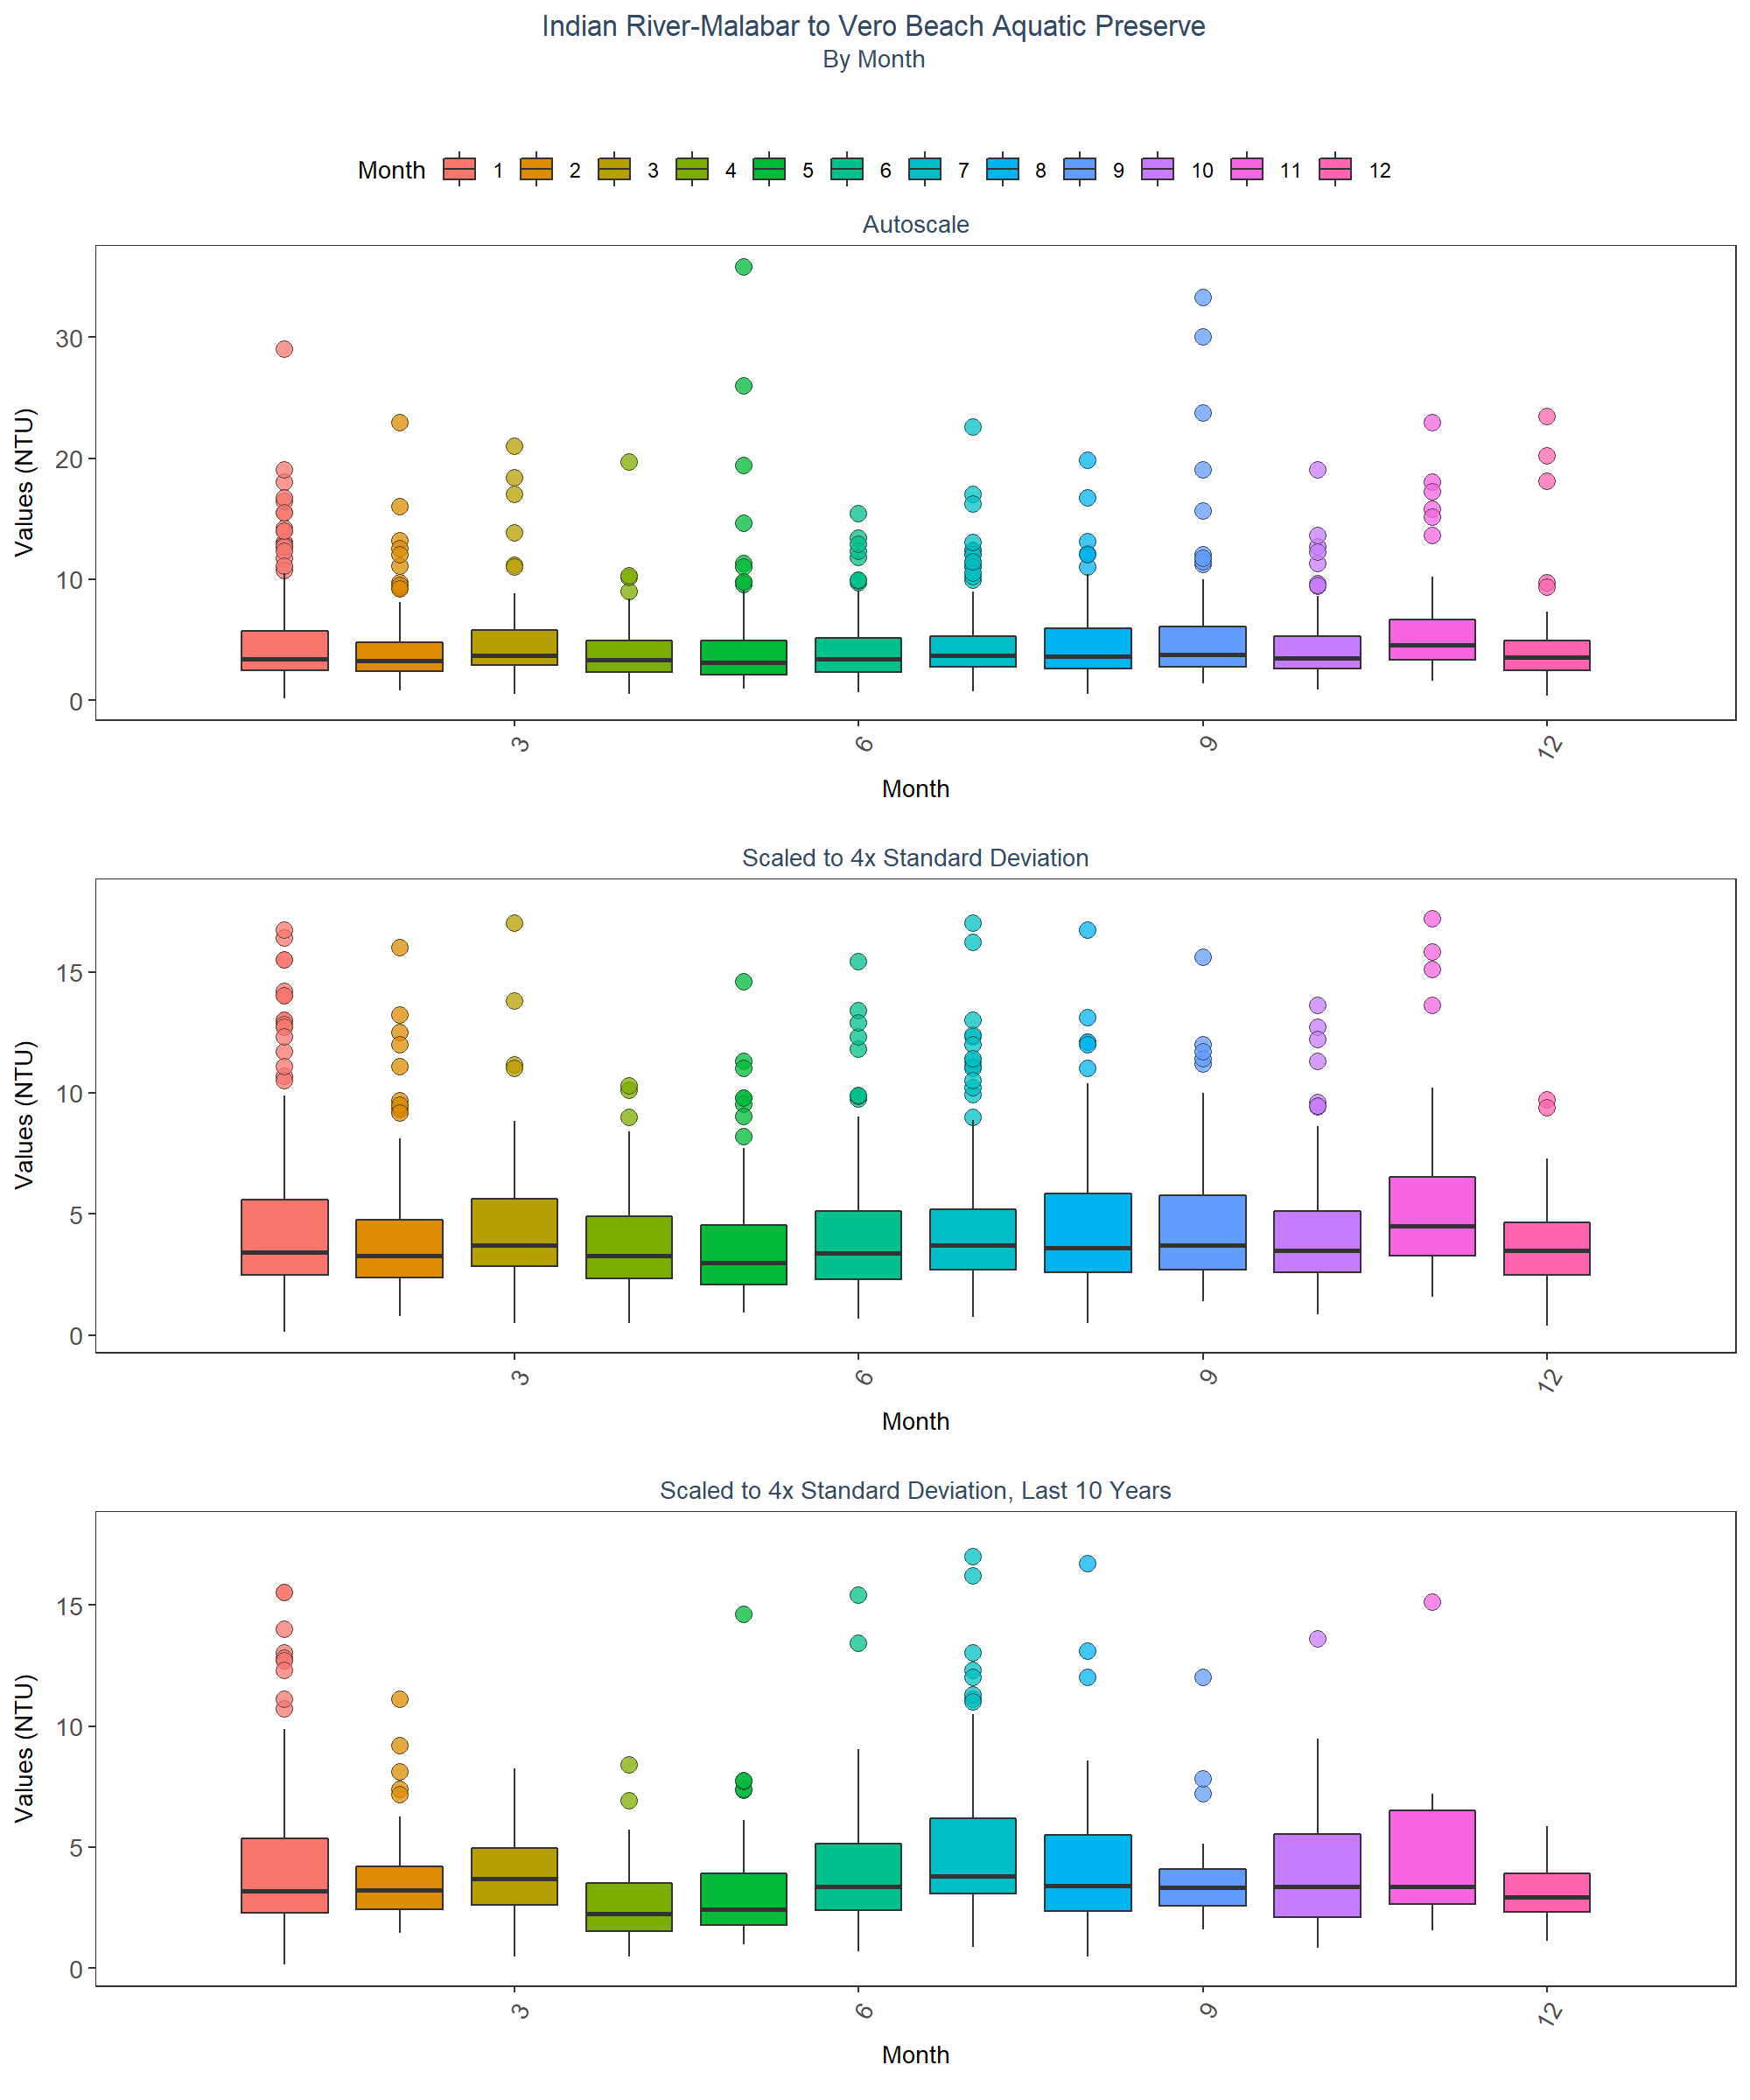 Indian River-Malabar to Vero Beach Aquatic Preserve
By Month
Month 1 2 3 4 5 6 7 8 9 10 11 12
Autoscale
Values (NTU)
30
20
10
0
3 6 9 12
Month
Scaled to 4x Standard Deviation
Values (NTU)
15
10
5
0
3 6 9 12
Month
Scaled to 4x Standard Deviation, Last 10 Years
Values (NTU)
15
10
5
0
3 6 9 12
Month